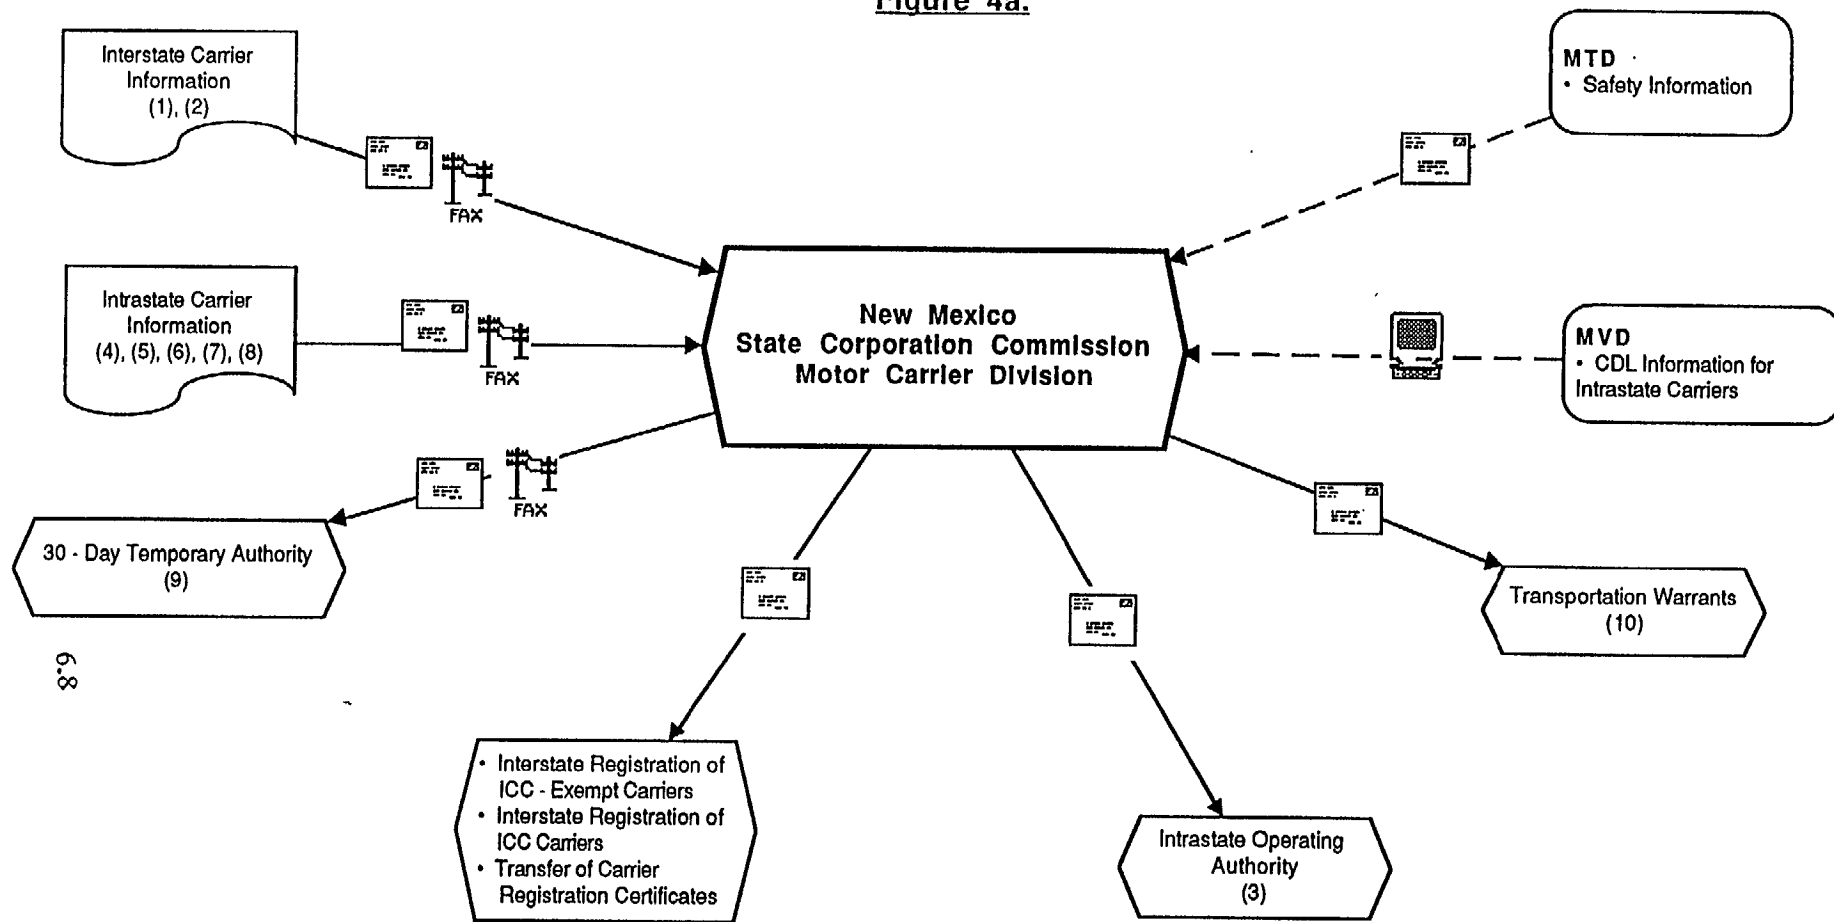 Figure 4a.
Interstate Carrier
Information
(1), (2)
FAX
MTD
• Safety Information
Intrastate Carrier
Information
(4), (5), (6), (7), (8)
FAX
New Mexico
State Corporation Commission
Motor Carrier Division
MVD
• CDL Information for
Intrastate Carriers
FAX
30 - Day Temporary Authority
(9)
Transportation Warrants
(10)
6.8
• Interstate Registration of
ICC - Exempt Carriers
• Interstate Registration of
ICC Carriers
• Transfer of Carrier
Registration Certificates
Intrastate Operating
Authority
(3)